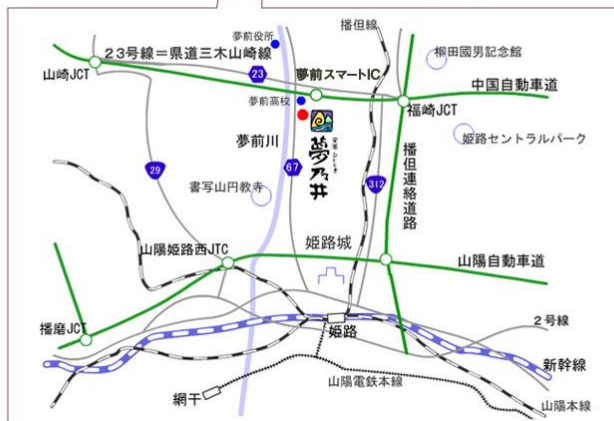 夢前役所
播但線
23号線＝県道三木山崎線
柳田國男記念館
山崎JCT
23
夢前スマートIC
中国自動車道
夢前高校
福崎JCT
夢前川
夢乃井
姫路セントラルパーク
29
67
312
播但連絡道路
書写山円教寺
山陽姫路西JTC
姫路城
山陽自動車道
播磨JCT
姫路
2号線
新幹線
網干
山陽電鉄本線
山陽本線